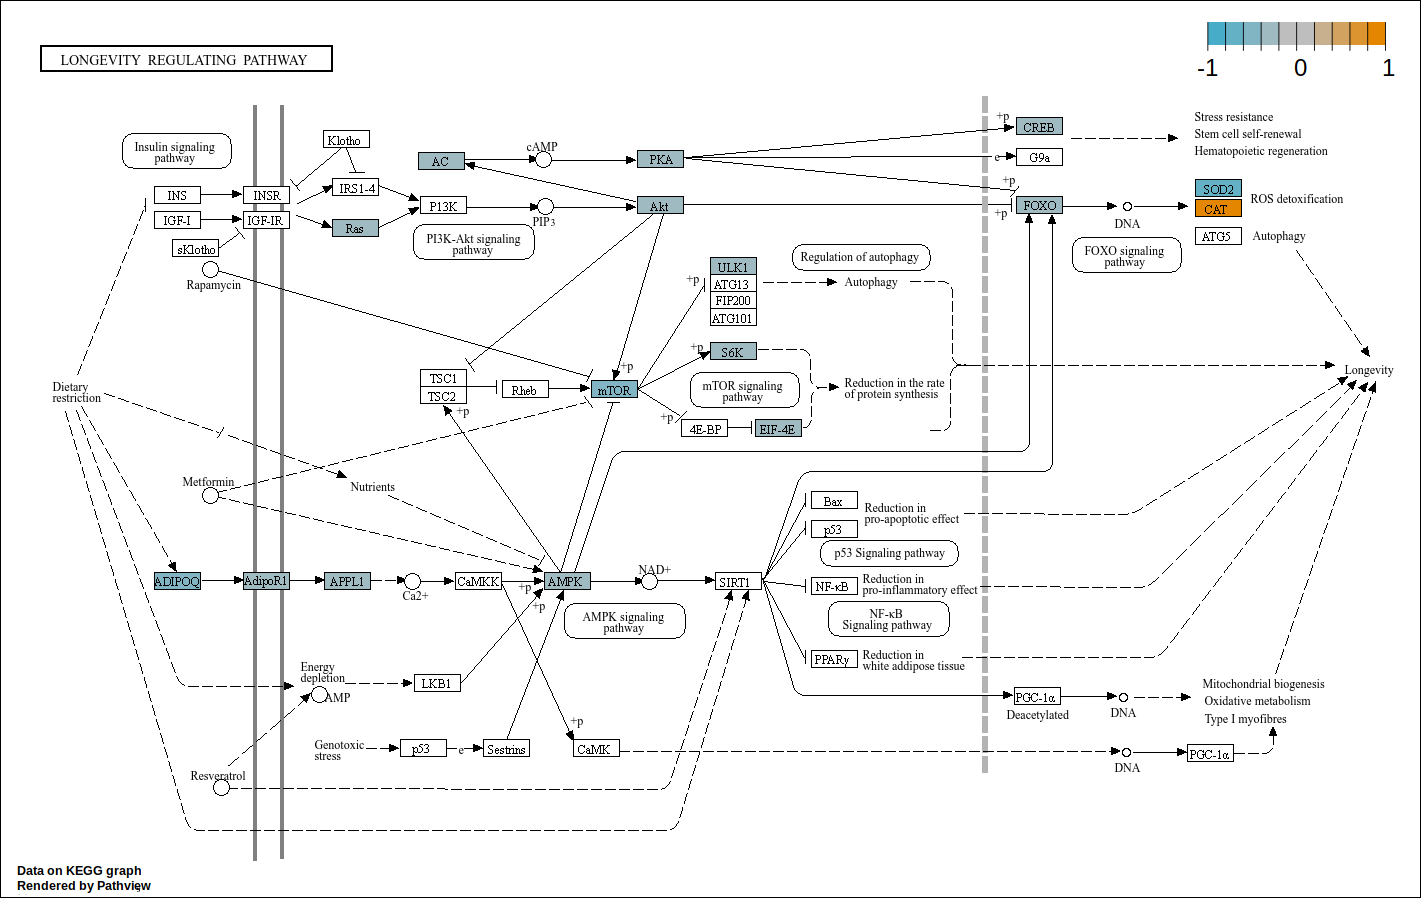 LONGEVITY REGULATING PATHWAY
-1
0
1
Insulin signaling
pathway
Klotho
INS
INSR
IRS1-4
IGF-I
IGF-IR
Ras
sKlotho
Rapamycin
P13K
PIP3
PI3K-Akt signaling
pathway
AC
cAMP
PKA
Akt
+p
CREB
e
G9a
+p
+p
FOXO
DNA
FOXO signaling
pathway
Stress resistance
Stem cell self-renewal
Hematopoietic regeneration
SOD2
CAT
ROS detoxification
ATG5
Autophagy
ULK1
ATG13
FIP200
ATG101
+p
Regulation of autophagy
Autophagy
+p
S6K
mTOR signaling
pathway
Reduction in the rate
of protein synthesis
+p
4E-BP
EIF-4E
TSC1
TSC2
+p
Rheb
+p
mTOR
Longevity
Dietary
restriction
Metformin
Nutrients
ADIPOQ
AdipoR1
APPL1
Ca2+
CaMKK
+p
+p
AMPK
AMPK signaling
pathway
NAD+
SIRT1
Bax
p53
Reduction in
pro-apoptotic effect
p53 Signaling pathway
NF-κB
Reduction in
pro-inflammatory effect
NF-κB
Signaling pathway
PPARγ
Reduction in
white adipose tissue
Energy
depletion
AMP
LKB1
Genotoxic
stress
p53
e
Sestrins
+p
CaMK
Resveratrol
PGC-1α
Deacetylated
DNA
Mitochondrial biogenesis
Oxidative metabolism
Type I myofibres
DNA
PGC-1α
Data on KEGG graph
Rendered by Pathview